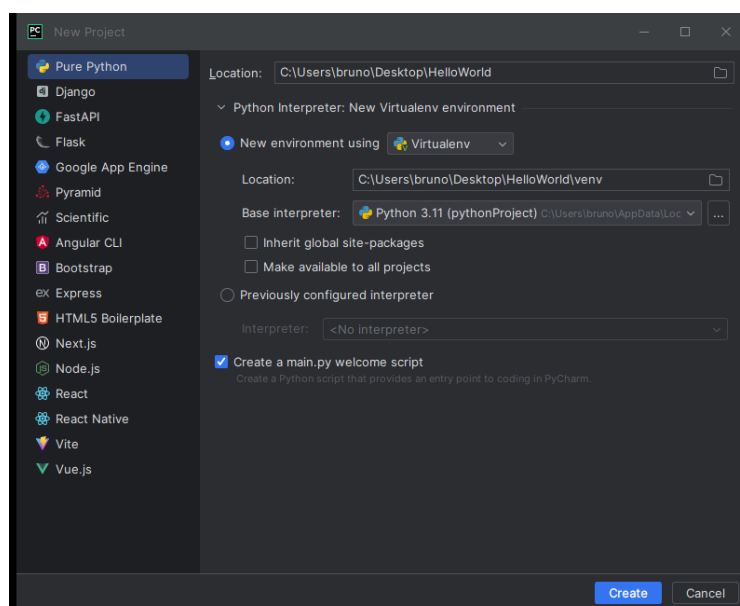 PC New Project
Pure Python
Django
FastAPI
Flask
Google App Engine
Pyramid
Scientific
Angular CLI
Bootstrap
ex Express
HTML5 Boilerplate
Next.js
Node.js
React
React Native
Vite
Vue.js
Location: C:\Users\bruno\Desktop\HelloWorld
Python Interpreter: New Virtualenv environment
New environment using Virtualenv
Location: C:\Users\bruno\Desktop\HelloWorld\venv
Base interpreter: Python 3.11 (pythonProject) C:\Users\bruno\AppData\Loc ...
Inherit global site-packages
Make available to all projects
Previously configured interpreter
Interpreter: <No interpreter>
Create a main.py welcome script
Create a Python script that provides an entry point to coding in PyCharm.
Create Cancel